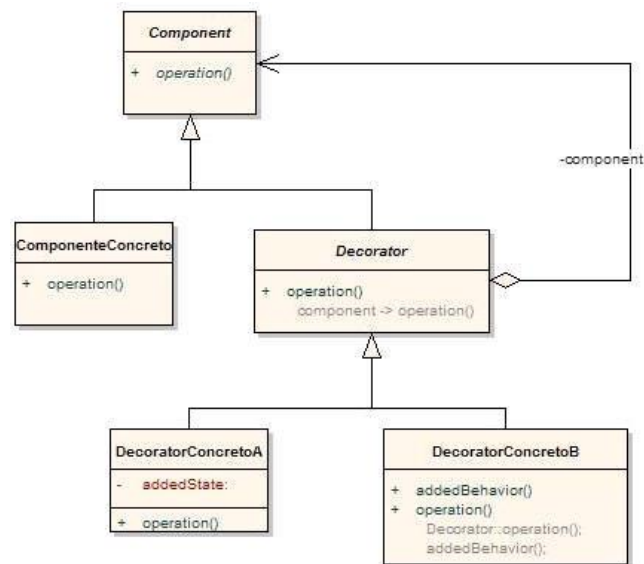 Component
+ operation()
-component
ComponenteConcreto
+ operation()
Decorator
+ operation()
component -> operation()
DecoratorConcretoA
- addedState:
+ operation()
DecoratorConcretoB
+ addedBehavior()
+ operation()
Decorator::operation();
addedBehavior();